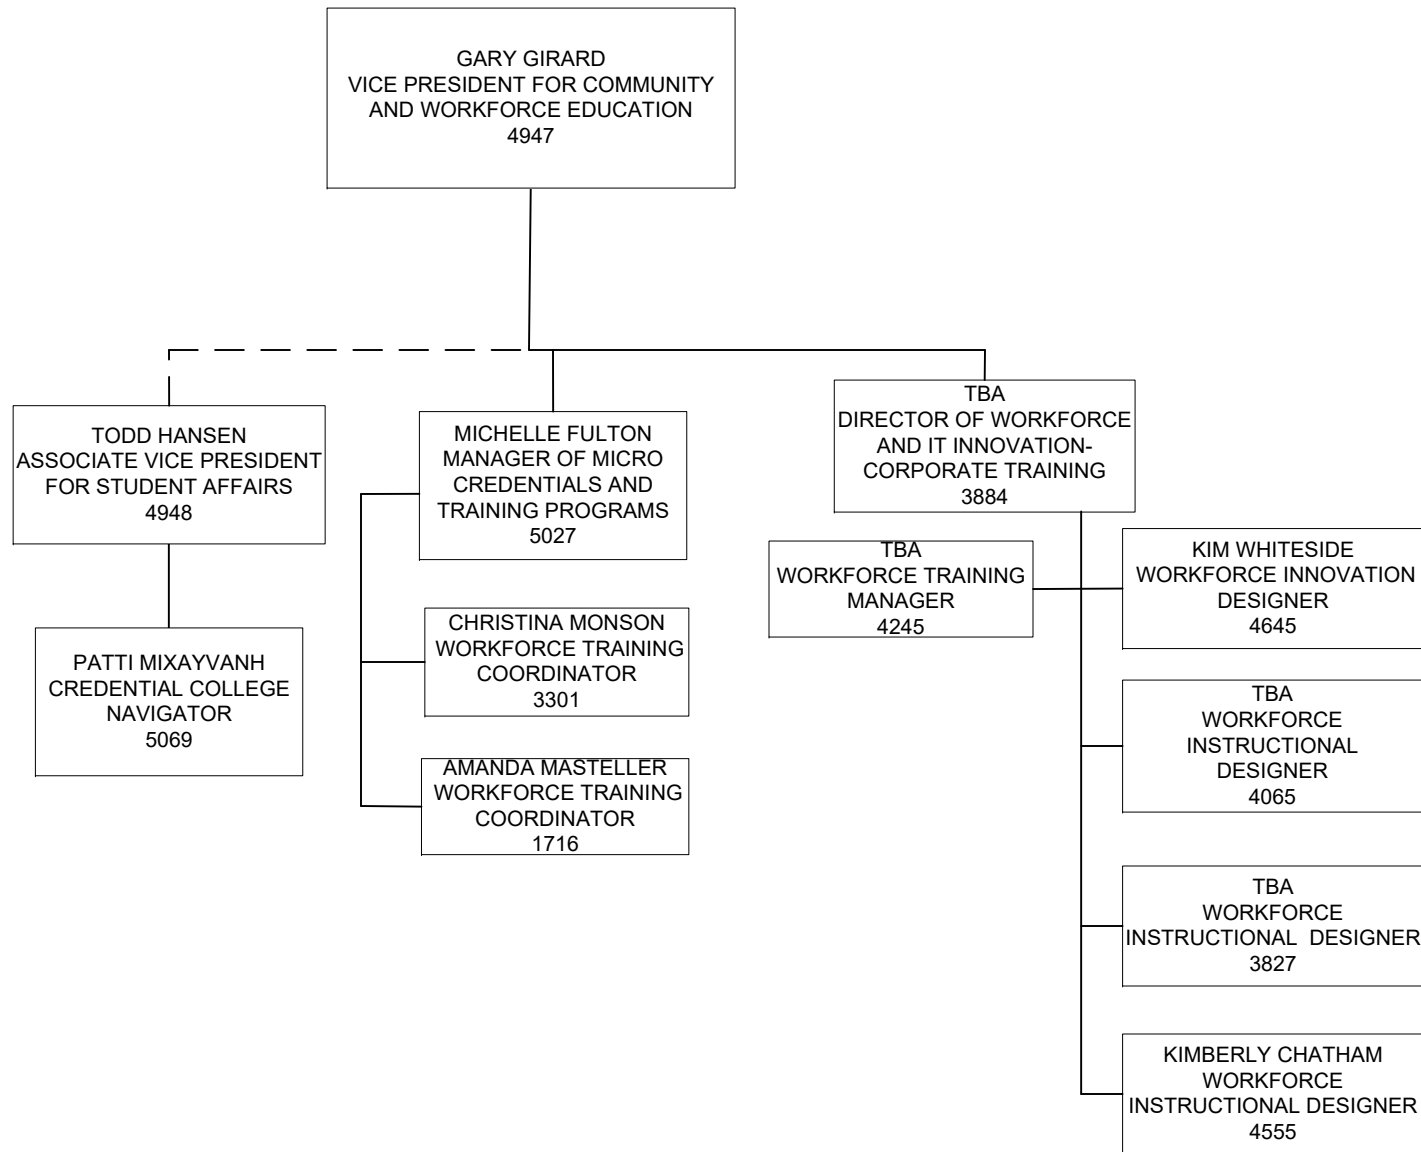 GARY GIRARD
VICE PRESIDENT FOR COMMUNITY
AND WORKFORCE EDUCATION
4947
TODD HANSEN
ASSOCIATE VICE PRESIDENT
FOR STUDENT AFFAIRS
4948
PATTI MIXAYVANH
CREDENTIAL COLLEGE
NAVIGATOR
5069
MICHELLE FULTON
MANAGER OF MICRO
CREDENTIALS AND
TRAINING PROGRAMS
5027
CHRISTINA MONSON
WORKFORCE TRAINING
COORDINATOR
3301
AMANDA MASTELLER
WORKFORCE TRAINING
COORDINATOR
1716
TBA
DIRECTOR OF WORKFORCE
AND IT INNOVATION-
CORPORATE TRAINING
3884
TBA
WORKFORCE TRAINING
MANAGER
4245
KIM WHITESIDE
WORKFORCE INNOVATION
DESIGNER
4645
TBA
WORKFORCE
INSTRUCTIONAL
DESIGNER
4065
TBA
WORKFORCE
INSTRUCTIONAL  DESIGNER
3827
KIMBERLY CHATHAM
WORKFORCE
INSTRUCTIONAL DESIGNER
4555